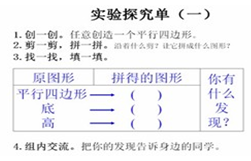 实验探究单（一）
1.创一创。任意创造一个平行四边形。
2.剪一剪，拼一拼。沿着什么剪？让它拼成什么图形？
3.找一找，填一填。
原图形 拼得的图形 你有什么发现？
平行四边形 → （ ）
底 → （ ）
高 → （ ）
4.组内交流。把你的发现告诉身边的同学。